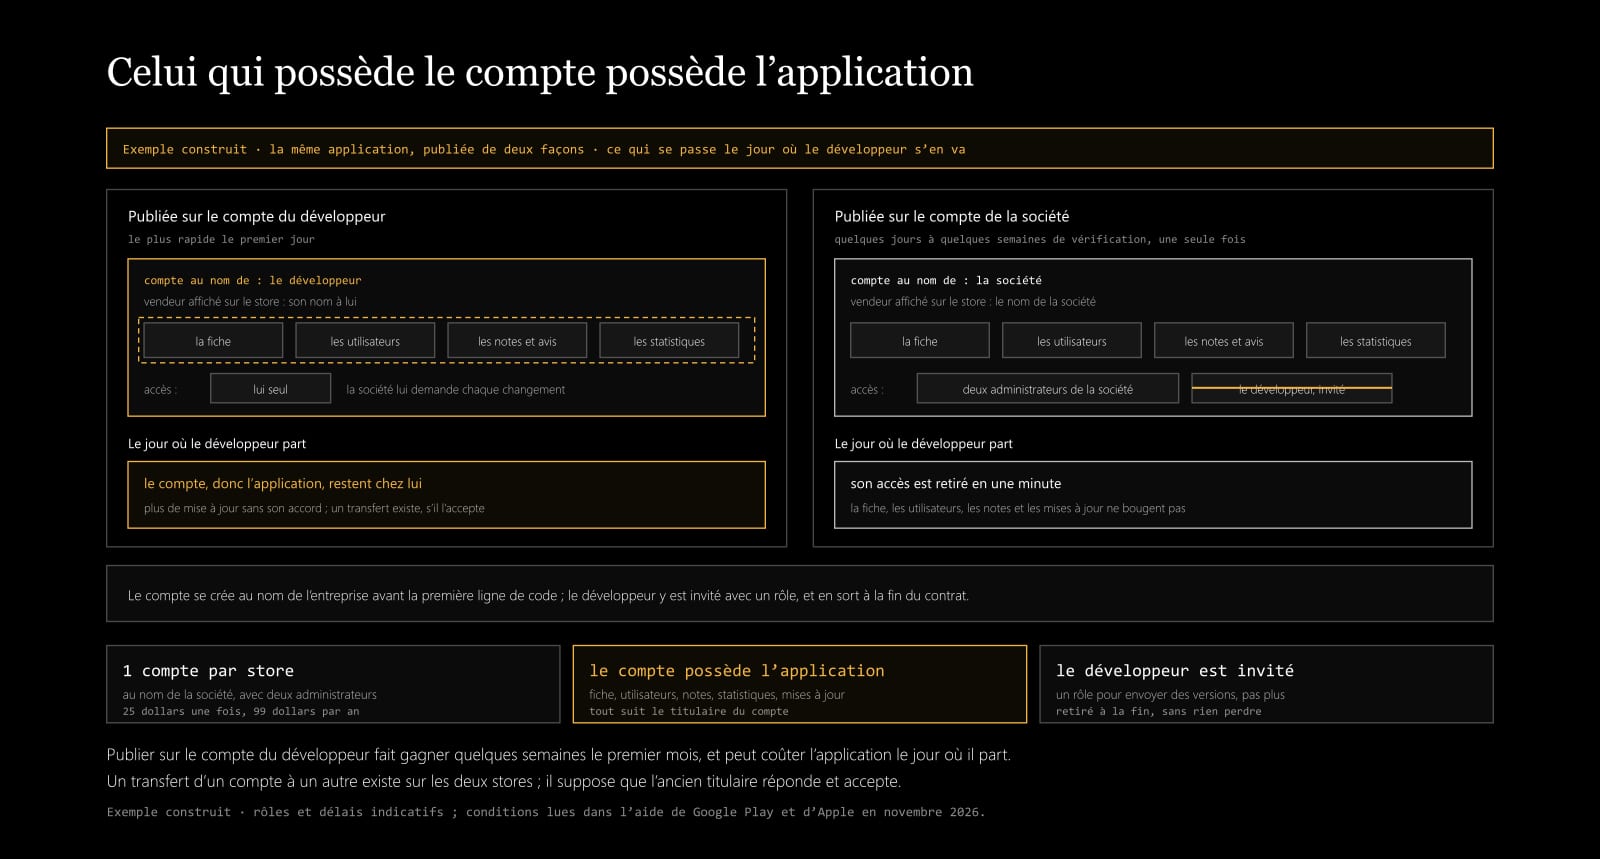 Celui qui possède le compte possède l’application
Exemple construit · la même application, publiée de deux façons · ce qui se passe le jour où le développeur s’en va
Publiée sur le compte du développeur
le plus rapide le premier jour
compte au nom de : le développeur
vendeur affiché sur le store : son nom à lui
la fiche
les utilisateurs
les notes et avis
les statistiques
accès :
lui seul
la société lui demande chaque changement
Le jour où le développeur part
le compte, donc l’application, restent chez lui
plus de mise à jour sans son accord ; un transfert existe, s’il l’accepte
Publiée sur le compte de la société
quelques jours à quelques semaines de vérification, une seule fois
compte au nom de : la société
vendeur affiché sur le store : le nom de la société
la fiche
les utilisateurs
les notes et avis
les statistiques
accès :
deux administrateurs de la société
le développeur, invité
Le jour où le développeur part
son accès est retiré en une minute
la fiche, les utilisateurs, les notes et les mises à jour ne bougent pas
Le compte se crée au nom de l’entreprise avant la première ligne de code ; le développeur y est invité avec un rôle, et en sort à la fin du contrat.
1 compte par store
au nom de la société, avec deux administrateurs
25 dollars une fois, 99 dollars par an
le compte possède l’application
fiche, utilisateurs, notes, statistiques, mises à jour
tout suit le titulaire du compte
le développeur est invité
un rôle pour envoyer des versions, pas plus
retiré à la fin, sans rien perdre
Publier sur le compte du développeur fait gagner quelques semaines le premier mois, et peut coûter l’application le jour où il part.
Un transfert d’un compte à un autre existe sur les deux stores ; il suppose que l’ancien titulaire réponde et accepte.
Exemple construit · rôles et délais indicatifs ; conditions lues dans l’aide de Google Play et d’Apple en novembre 2026.